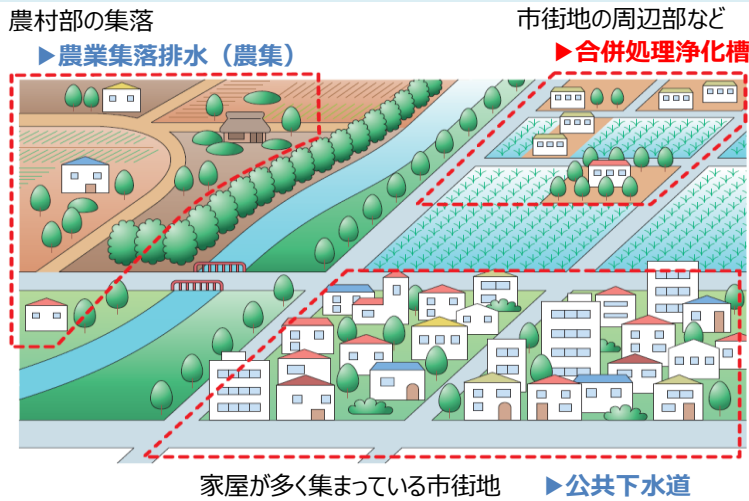 農村部の集落
▶農業集落排水（農集）
市街地の周辺部など
▶合併処理浄化槽
家屋が多く集まっている市街地 ▶公共下水道